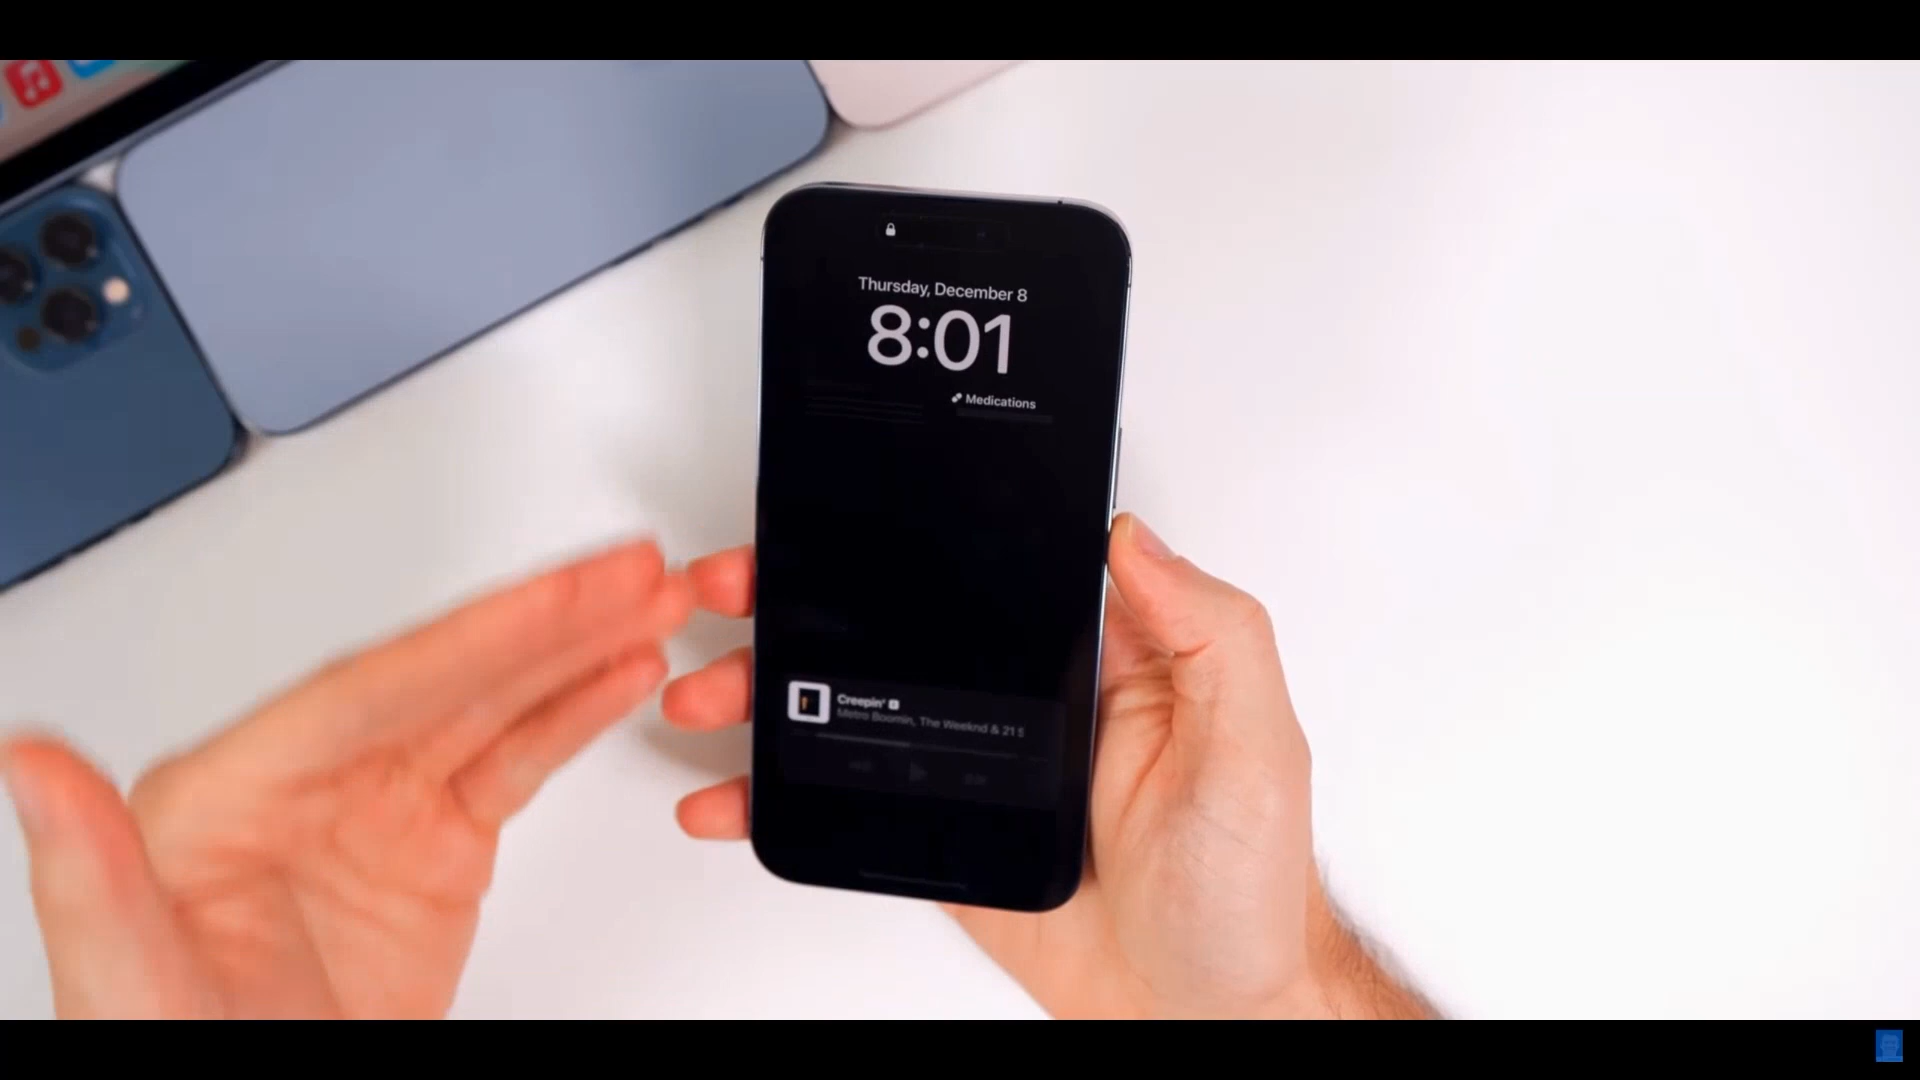 Thursday, December 8
8:01
Medications
Creepin' E
Metro Boomin, The Weeknd & 21 S